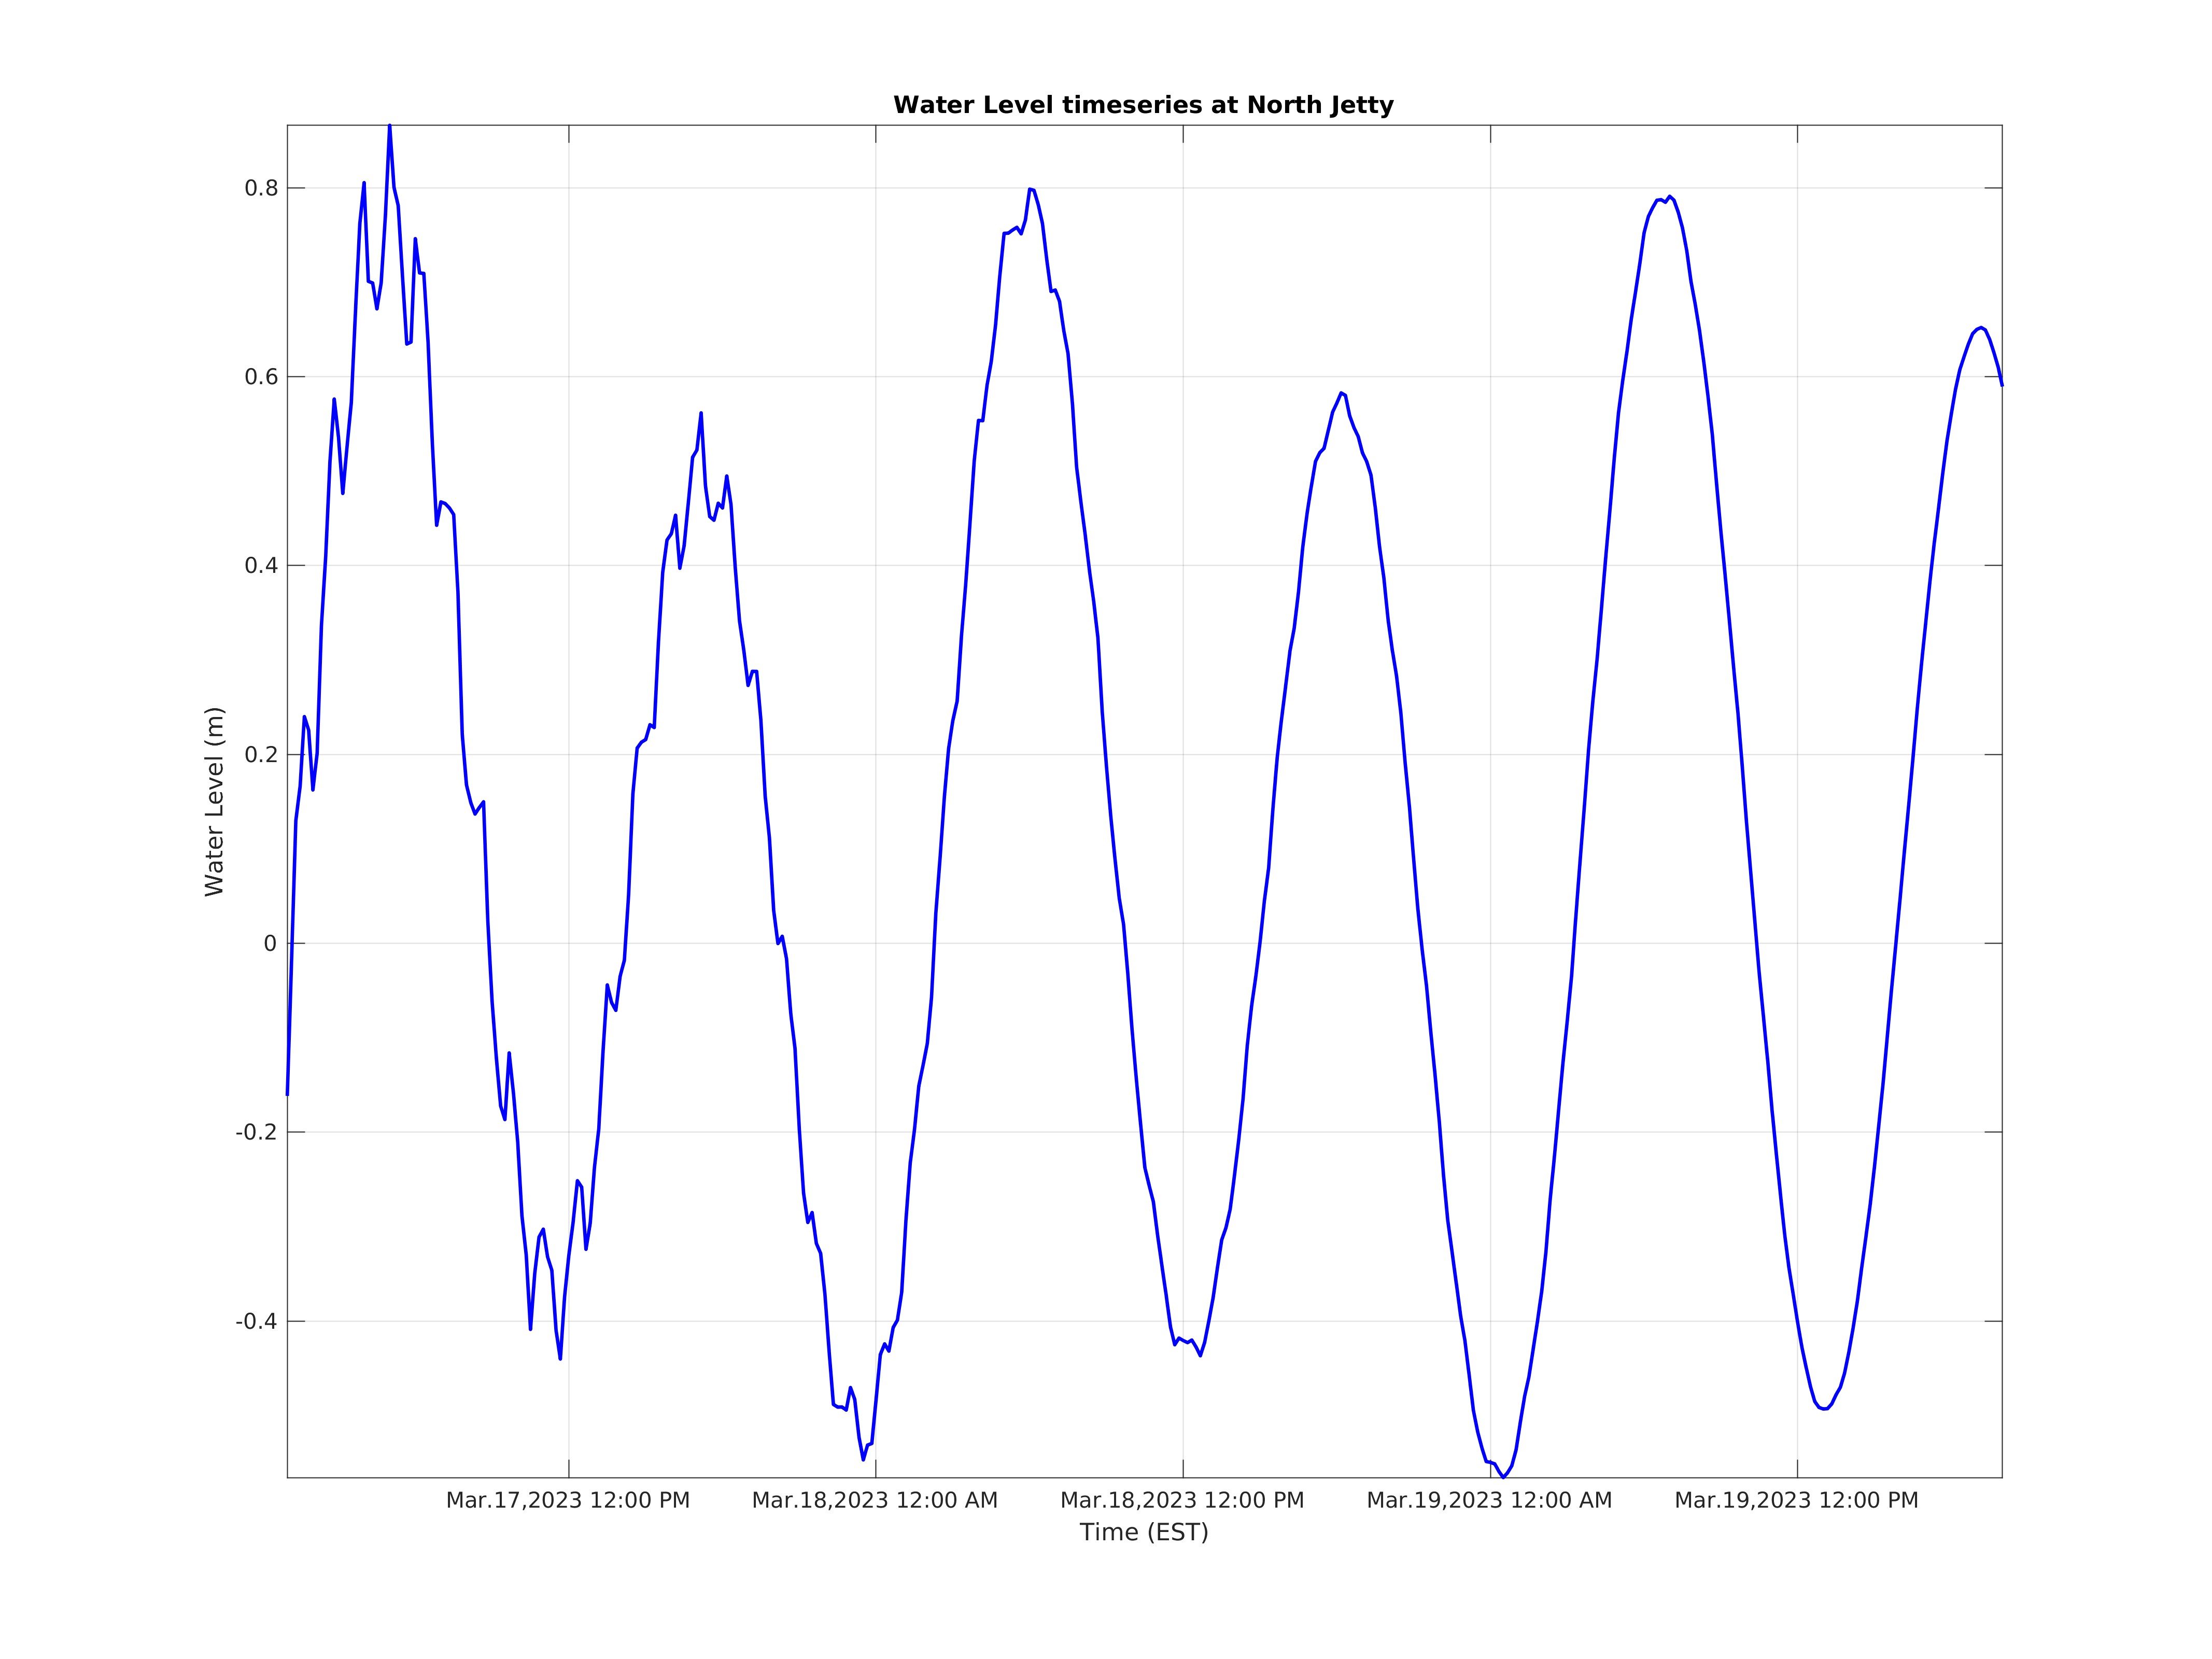 Water Level timeseries at North Jetty
0.8
0.6
0.4
0.2
0
-0.2
-0.4
Water Level (m)
Mar.17,2023 12:00 PM Mar.18,2023 12:00 AM Mar.18,2023 12:00 PM Mar.19,2023 12:00 AM Mar.19,2023 12:00 PM
Time (EST)